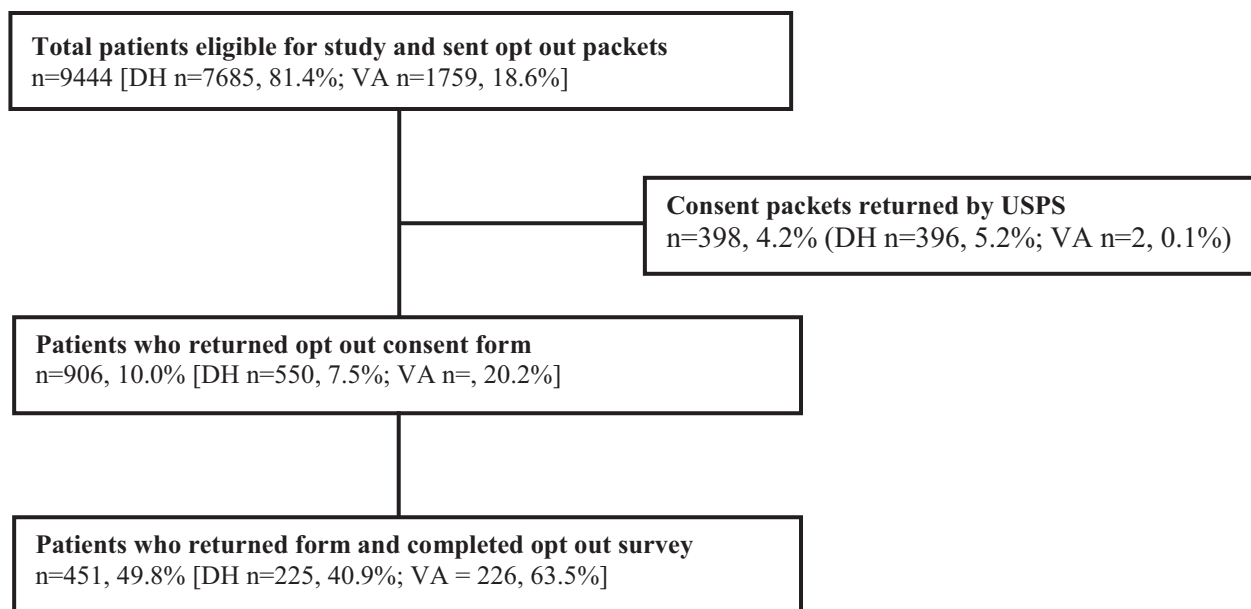 Total patients eligible for study and sent opt out packets
n=9444 [DH n=7685, 81.4%; VA n=1759, 18.6%]
Consent packets returned by USPS
n=398, 4.2% (DH n=396, 5.2%; VA n=2, 0.1%)
Patients who returned opt out consent form
n=906, 10.0% [DH n=550, 7.5%; VA n=, 20.2%]
Patients who returned form and completed opt out survey
n=451, 49.8% [DH n=225, 40.9%; VA = 226, 63.5%]